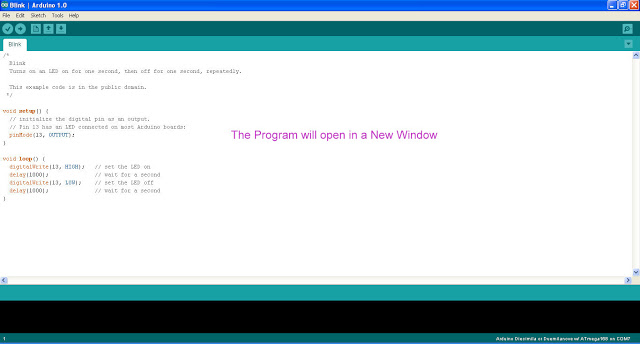 Blink | Arduino 1.0
File Edit Sketch Tools Help
Blink
/*
  Blink
  Turns on an LED on for one second, then off for one second, repeatedly.

  This example code is in the public domain.
 */

void setup() {
  // initialize the digital pin as an output.
  // Pin 13 has an LED connected on most Arduino boards:
  pinMode(13, OUTPUT);
}

The Program will open in a New Window

void loop() {
  digitalWrite(13, HIGH);   // set the LED on
  delay(1000);              // wait for a second
  digitalWrite(13, LOW);    // set the LED off
  delay(1000);              // wait for a second
}
1
Arduino Diecimila or Duemilanove w/ ATmega168 on COM7